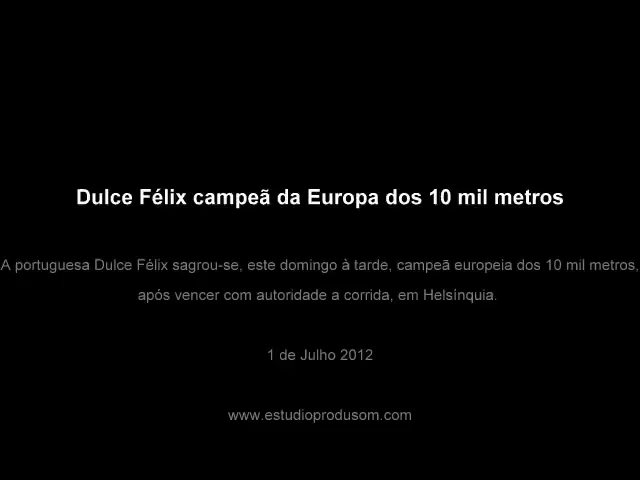 Dulce Félix campeã da Europa dos 10 mil metros
A portuguesa Dulce Félix sagrou-se, este domingo à tarde, campeã europeia dos 10 mil metros,
após vencer com autoridade a corrida, em Helsínquia.
1 de Julho 2012
www.estudioprodusom.com